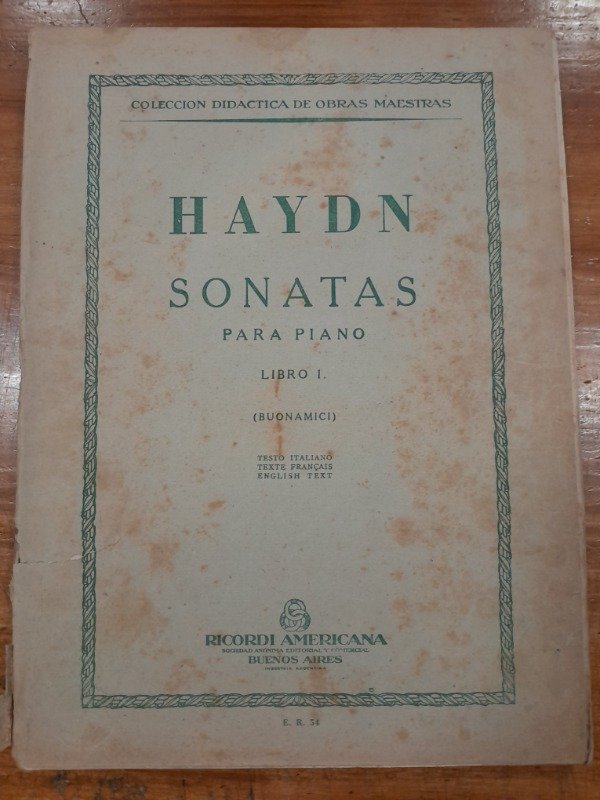 COLECCION DIDACTICA DE OBRAS MAESTRAS
HAYDN
SONATAS
PARA PIANO
LIBRO I.
(BUONAMICI)
TESTO ITALIANO
TEXTE FRANÇAIS
ENGLISH TEXT
RICORDI AMERICANA
SOCIEDAD ANÓNIMA EDITORIAL Y COMERCIAL
BUENOS AIRES
INDUSTRIA ARGENTINA
E. R. 54